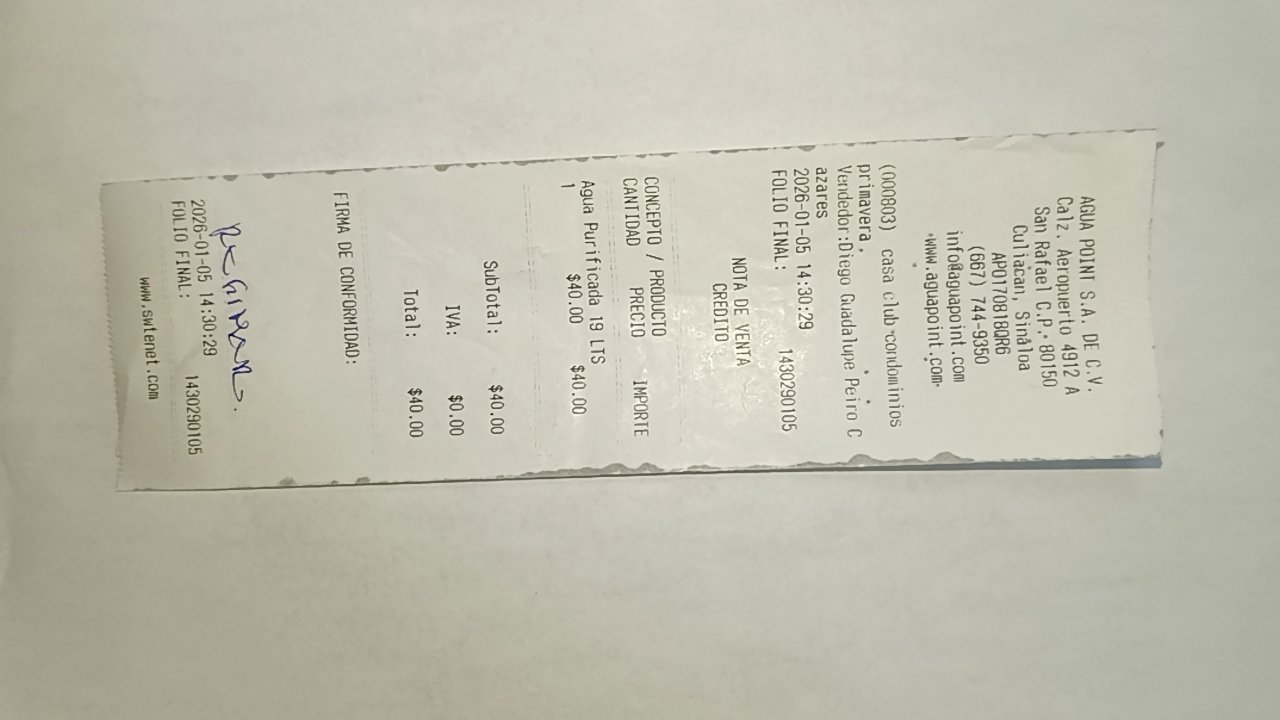 AGUA POINT S.A. DE C.V.
Calz. Aeropuerto 4912 A
San Rafael C.P. 80150
Culiacan, Sinaloa
APO170818QR6
(667) 744-9350
info@aguapoint.com
www.aguapoint.com
(000803) casa club condominios
primavera.
Vendedor:Diego Guadalupe Peiro C
azares
2026-01-05 14:30:29
FOLIO FINAL: 1430290105
NOTA DE VENTA
CREDITO
CONCEPTO / PRODUCTO
CANTIDAD PRECIO IMPORTE
Agua Purificada 19 LTS
1 $40.00 $40.00
SubTotal: $40.00
IVA: $0.00
Total: $40.00
FIRMA DE CONFORMIDAD:
2026-01-05 14:30:29
FOLIO FINAL: 1430290105
www.swtenet.com